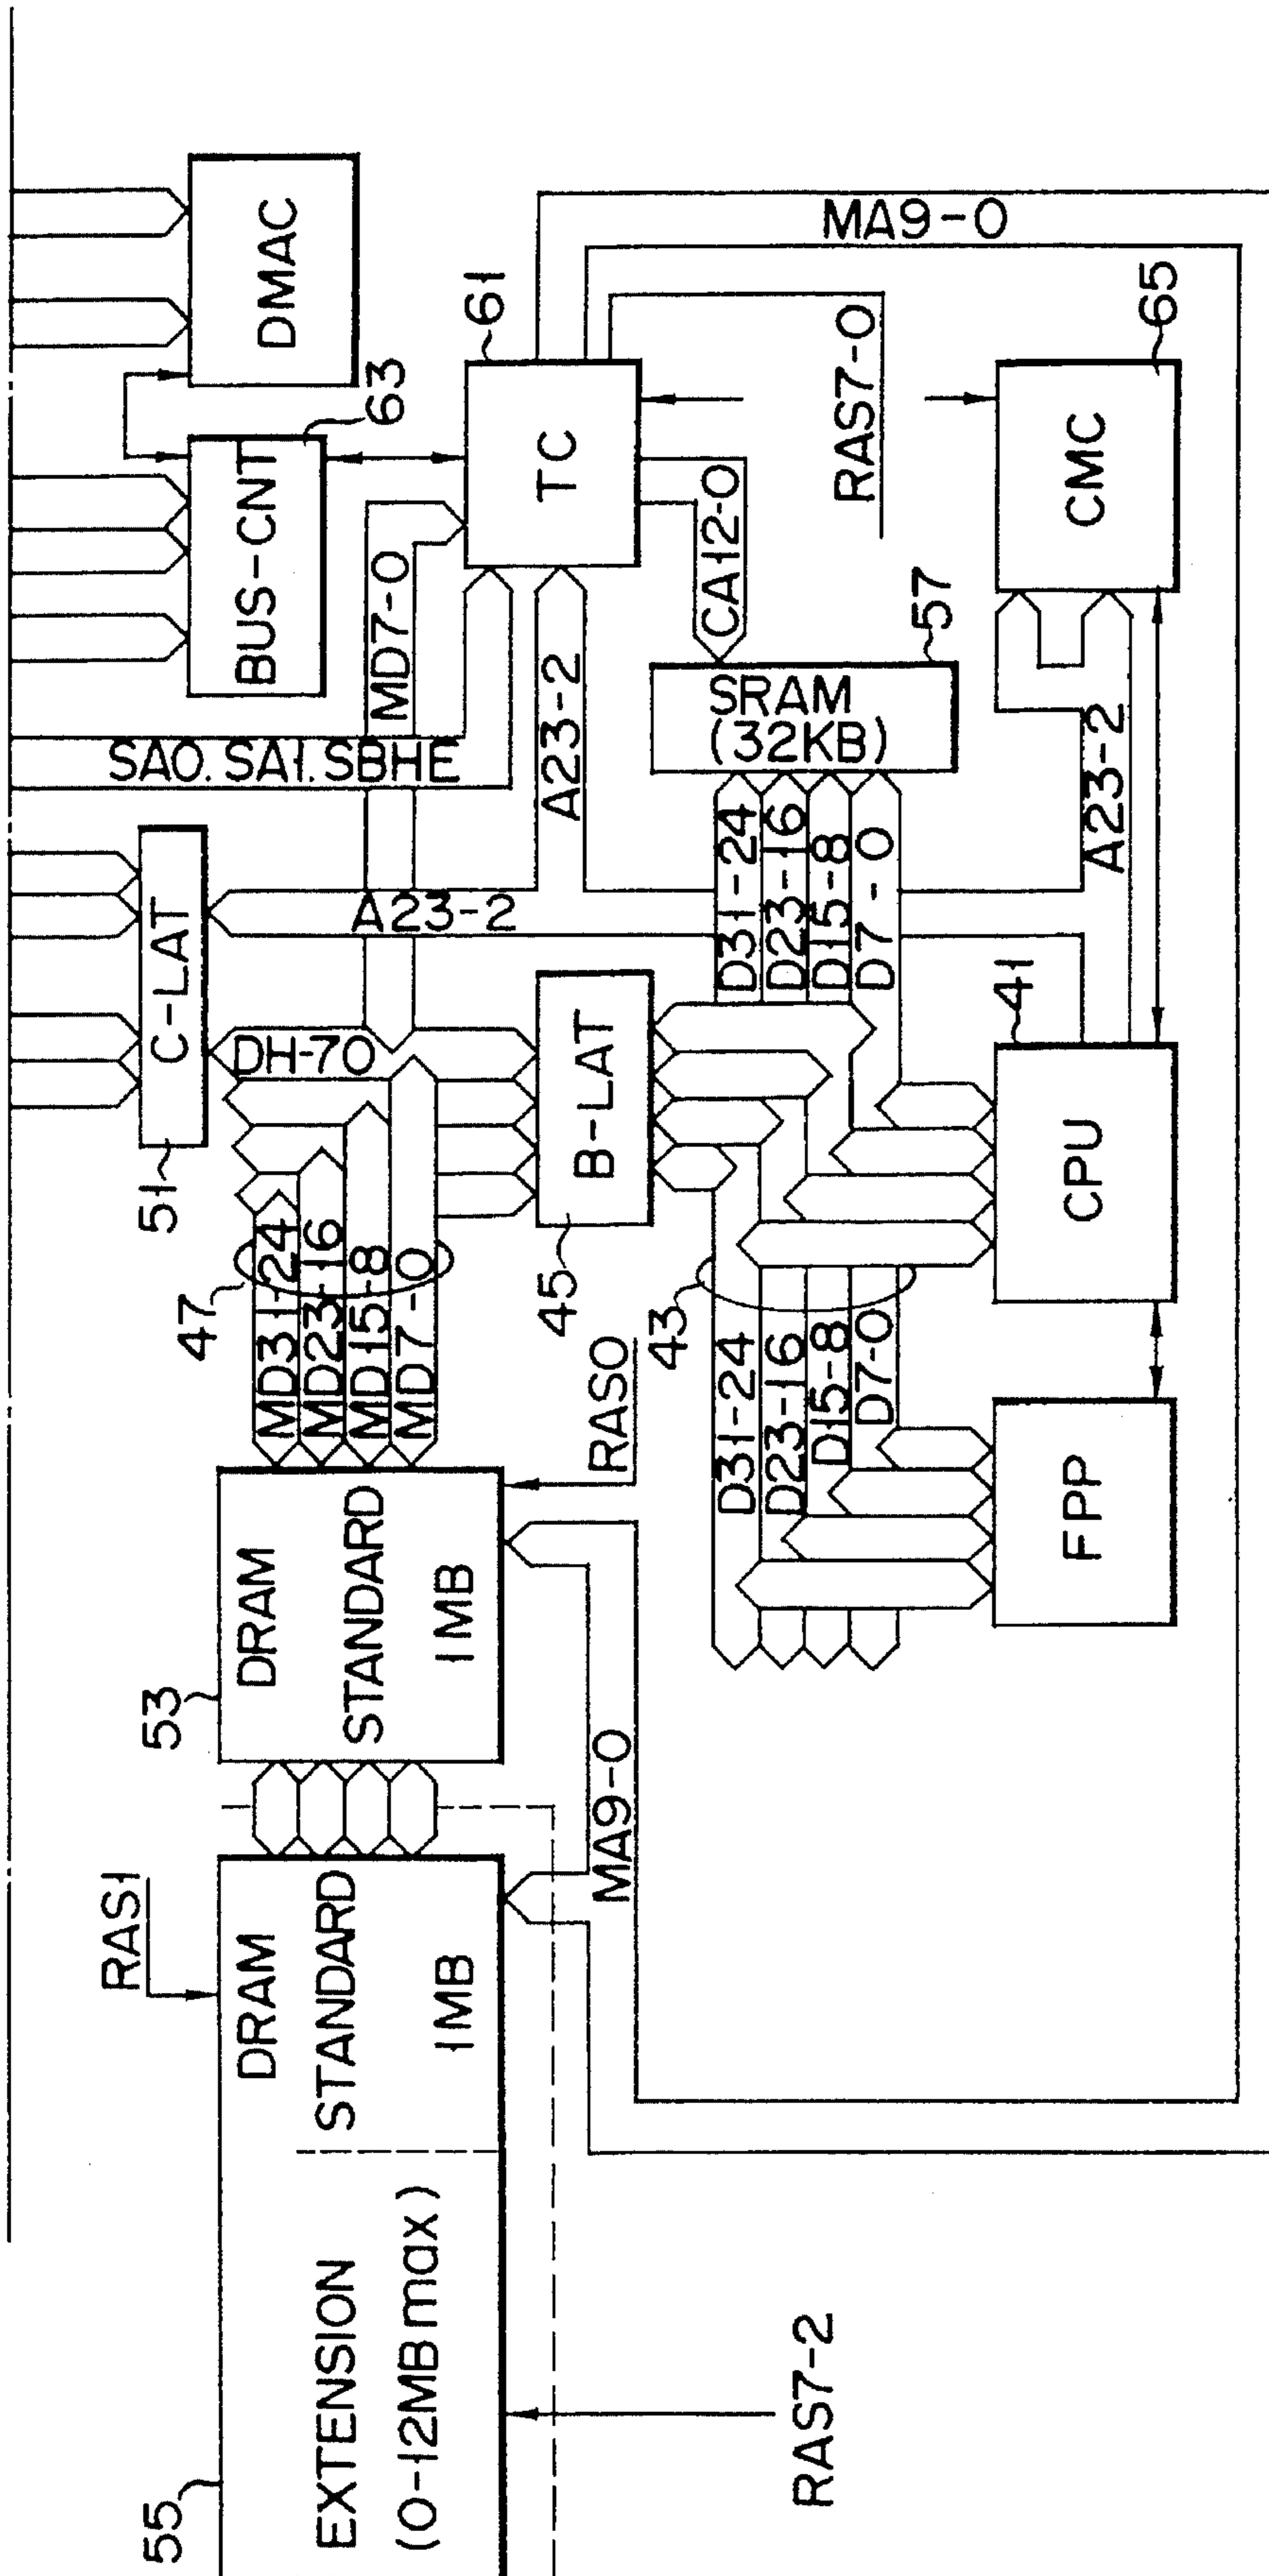 55
EXTENSION
(0-12MB max)
RAS7-2
RAS1
DRAM
STANDARD
1MB
53
DRAM
STANDARD
1MB
MA9-0
RAS0
47
MD31-24
MD23-16
MD15-8
MD7-0
51
C-LAT
DH-70
A23-2
45
B-LAT
43
D31-24
D23-16
D15-8
D7-0
FPP
CPU
41
D31-24
D23-16
D15-8
D7-0
SRAM
(32KB)
57
CA12-0
A23-2
SA0.SA1.SBHE
MD7-0
BUS-CNT
63
DMAC
TC
61
RAS7-0
MA9-0
A23-2
CMC
65